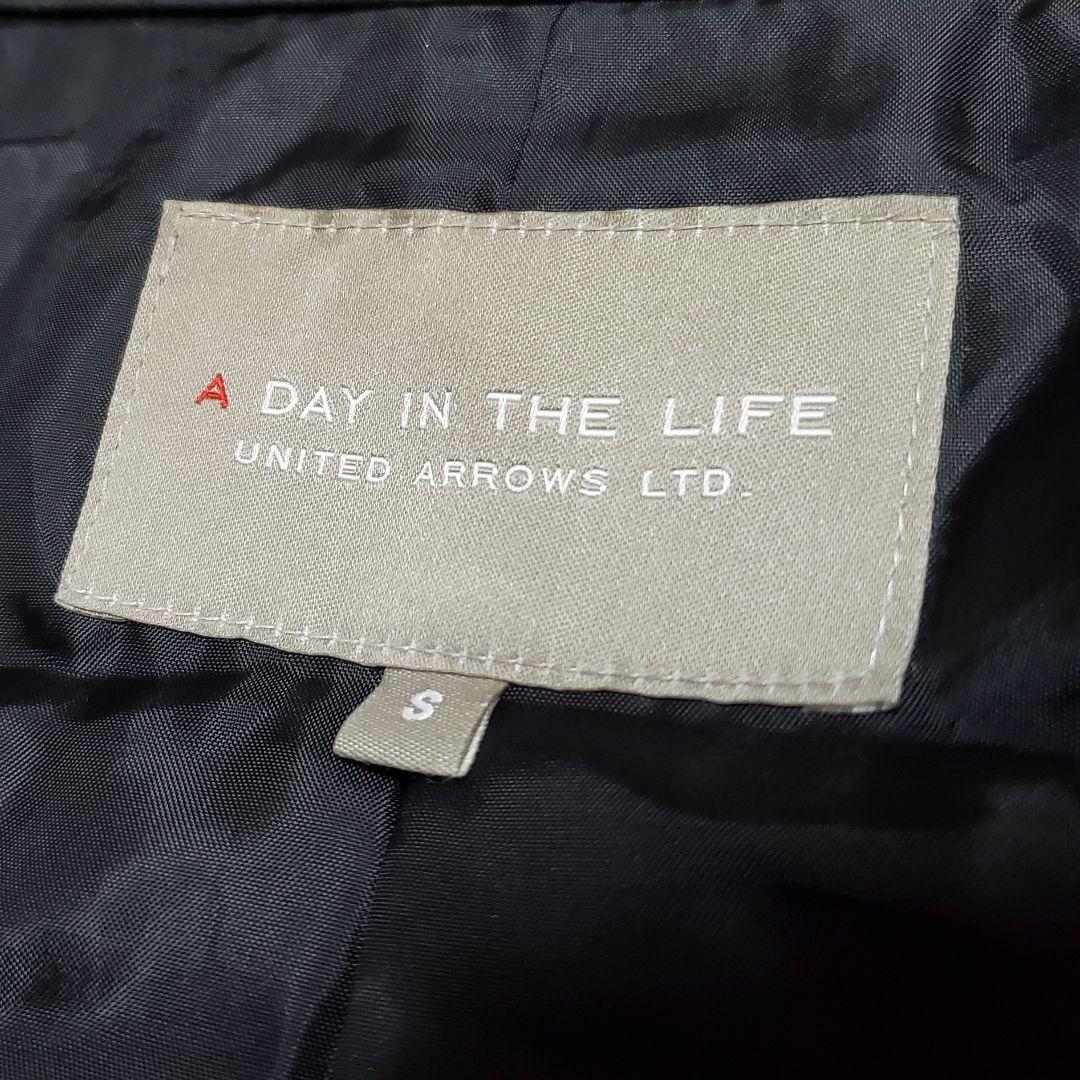 A DAY IN THE LIFE
UNITED ARROWS LTD.
S